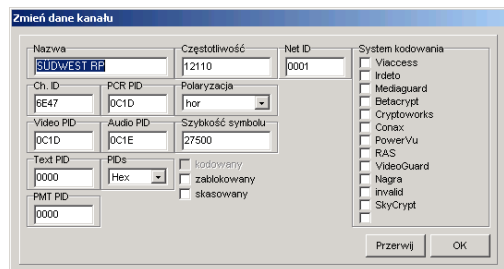 Zmień dane kanału
Nazwa
SÜDWEST RP
Częstotliwość
12110
Net ID
0001
System kodowania
Ch. ID
6E47
PCR PID
0C1D
Polaryzacja
hor
Video PID
0C1D
Audio PID
0C1E
Szybkość symbolu
27500
Text PID
0000
PIDs
Hex
kodowany
zablokowany
skasowany
PMT PID
0000
Viaccess
Irdeto
Mediaguard
Betacrypt
Cryptoworks
Conax
PowerVu
RAS
VideoGuard
Nagra
invalid
SkyCrypt
Przerwij
OK